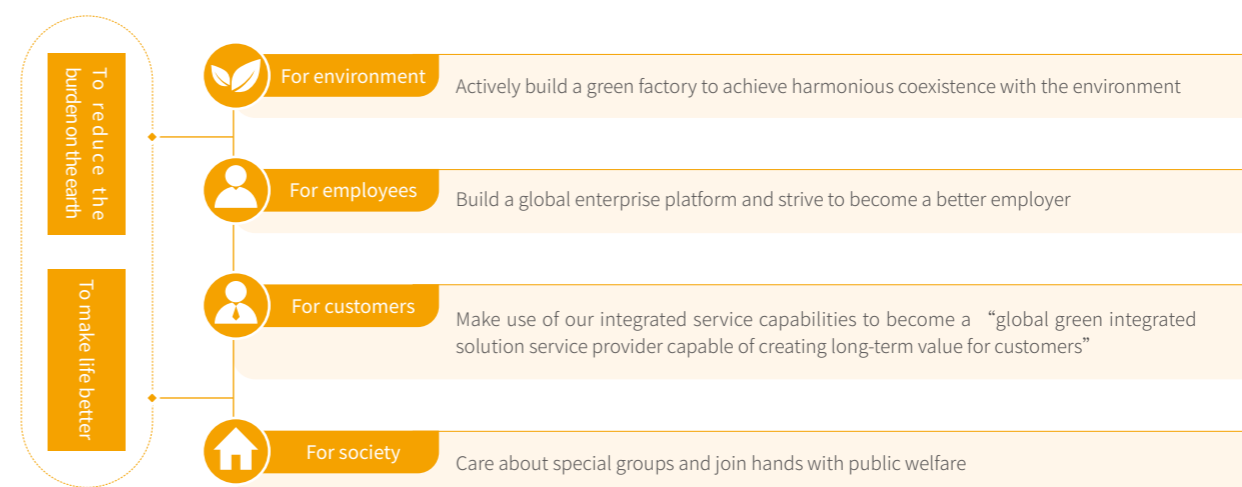 To reduce the
burden on the earth
To make life better
For environment
Actively build a green factory to achieve harmonious coexistence with the environment
For employees
Build a global enterprise platform and strive to become a better employer
For customers
Make use of our integrated service capabilities to become a “global green integrated
solution service provider capable of creating long-term value for customers”
For society
Care about special groups and join hands with public welfare